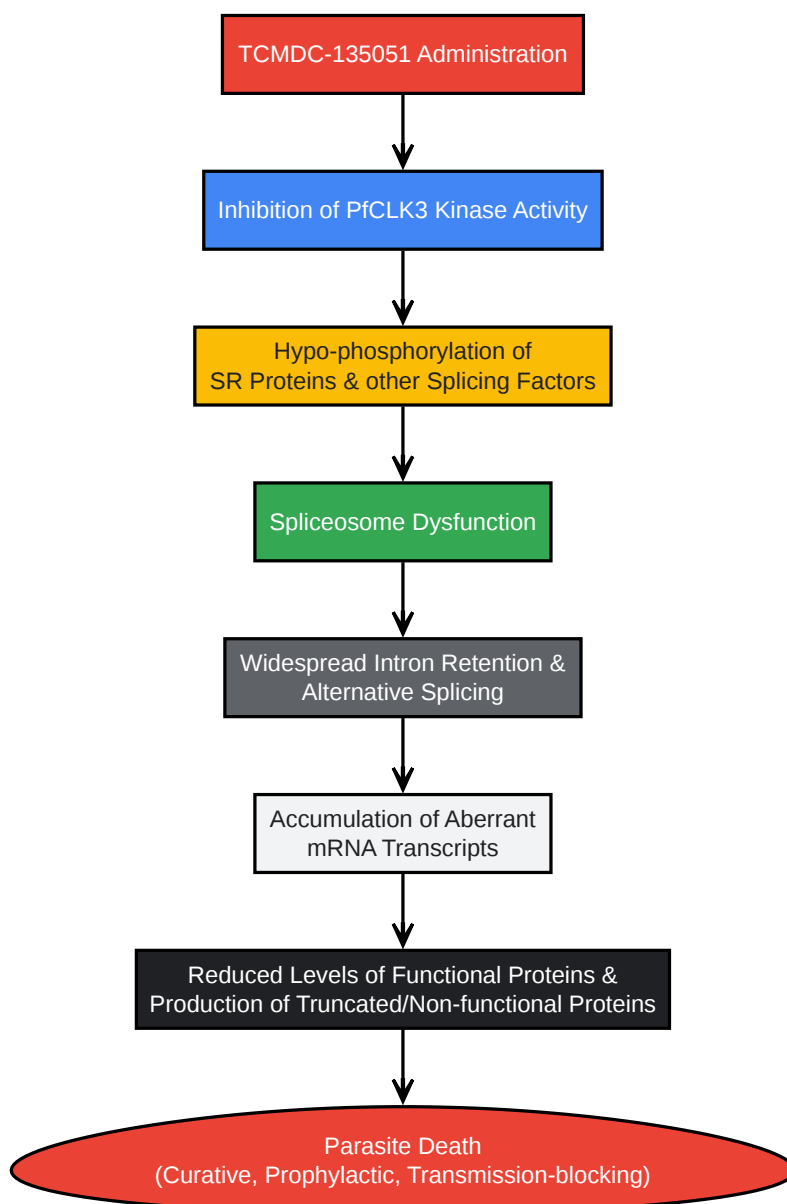 TCMDC-135051 Administration
Inhibition of PfCLK3 Kinase Activity
Hypo-phosphorylation of
SR Proteins & other Splicing Factors
Spliceosome Dysfunction
Widespread Intron Retention &
Alternative Splicing
Accumulation of Aberrant
mRNA Transcripts
Reduced Levels of Functional Proteins &
Production of Truncated/Non-functional Proteins
Parasite Death
(Curative, Prophylactic, Transmission-blocking)